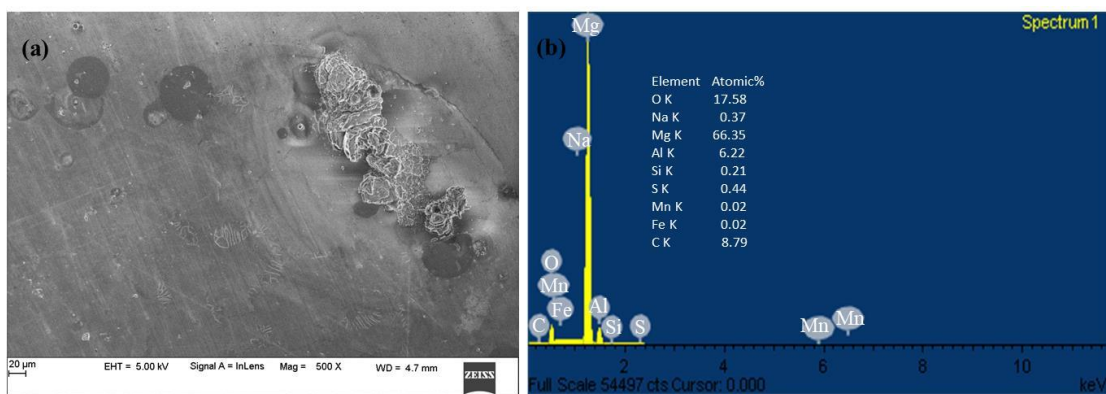 (a)
20 µm
EHT = 5.00 kV
Signal A = InLens
Mag = 500 X
WD = 4.7 mm
ZEISS
(b)
Spectrum 1
Mg
Na
Element Atomic%
O K 17.58
Na K 0.37
Mg K 66.35
Al K 6.22
Si K 0.21
S K 0.44
Mn K 0.02
Fe K 0.02
C K 8.79
O
Mn
Fe
Al
C
Si
S
Mn
Mn
2 4 6 8 10
Full Scale 54497 cts Cursor: 0.000
keV